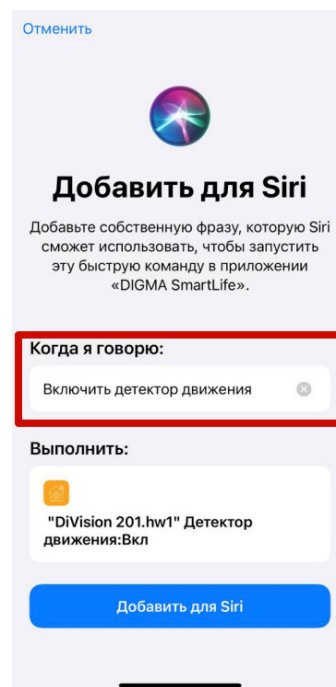 Отменить
Добавить для Siri
Добавьте собственную фразу, которую Siri
сможет использовать, чтобы запустить
эту быструю команду в приложении
«DIGMA SmartLife».
Когда я говорю:
Включить детектор движения
Выполнить:
"DiVision 201.hw1" Детектор
движения:Вкл
Добавить для Siri